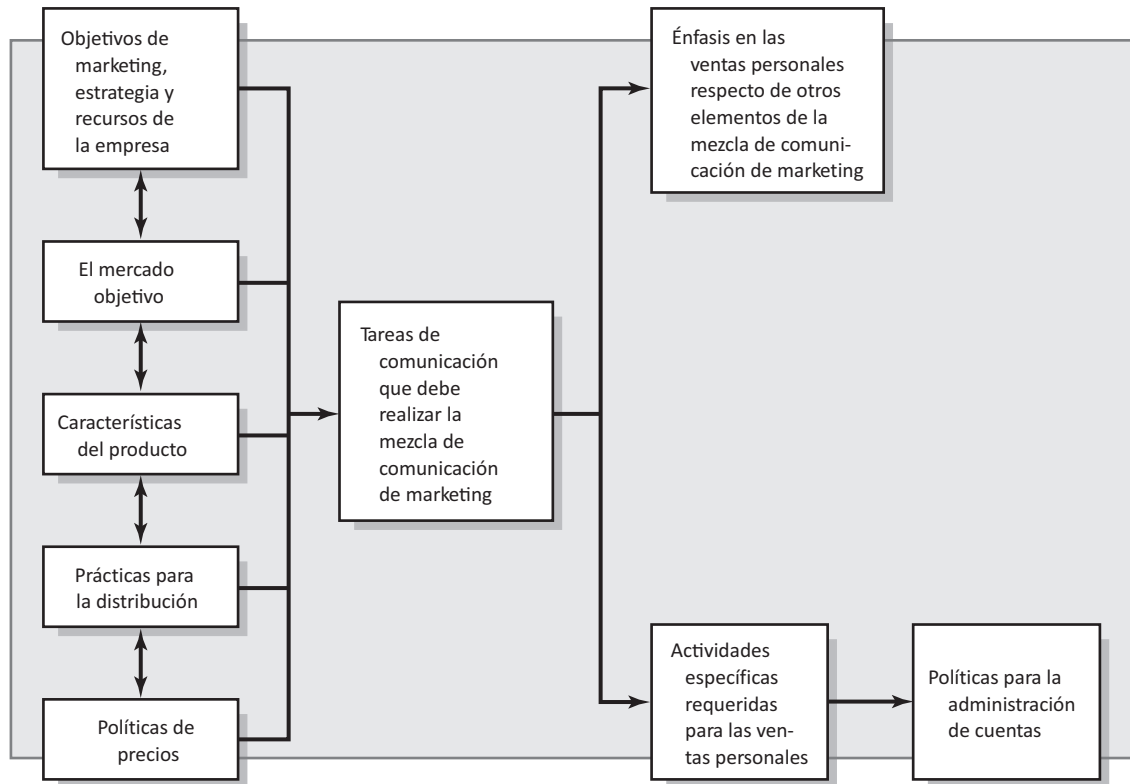 Objetivos de
marketing,
estrategia y
recursos de
la empresa
El mercado
objetivo
Características
del producto
Prácticas para
la distribución
Políticas de
precios
Tareas de
comunicación
que debe
realizar la
mezcla de
comunicación
de marketing
Énfasis en las
ventas personales
respecto de otros
elementos de la
mezcla de comuni-
cación de marketing
Actividades
específicas
requeridas
para las ven-
tas personales
Políticas para la
administración
de cuentas